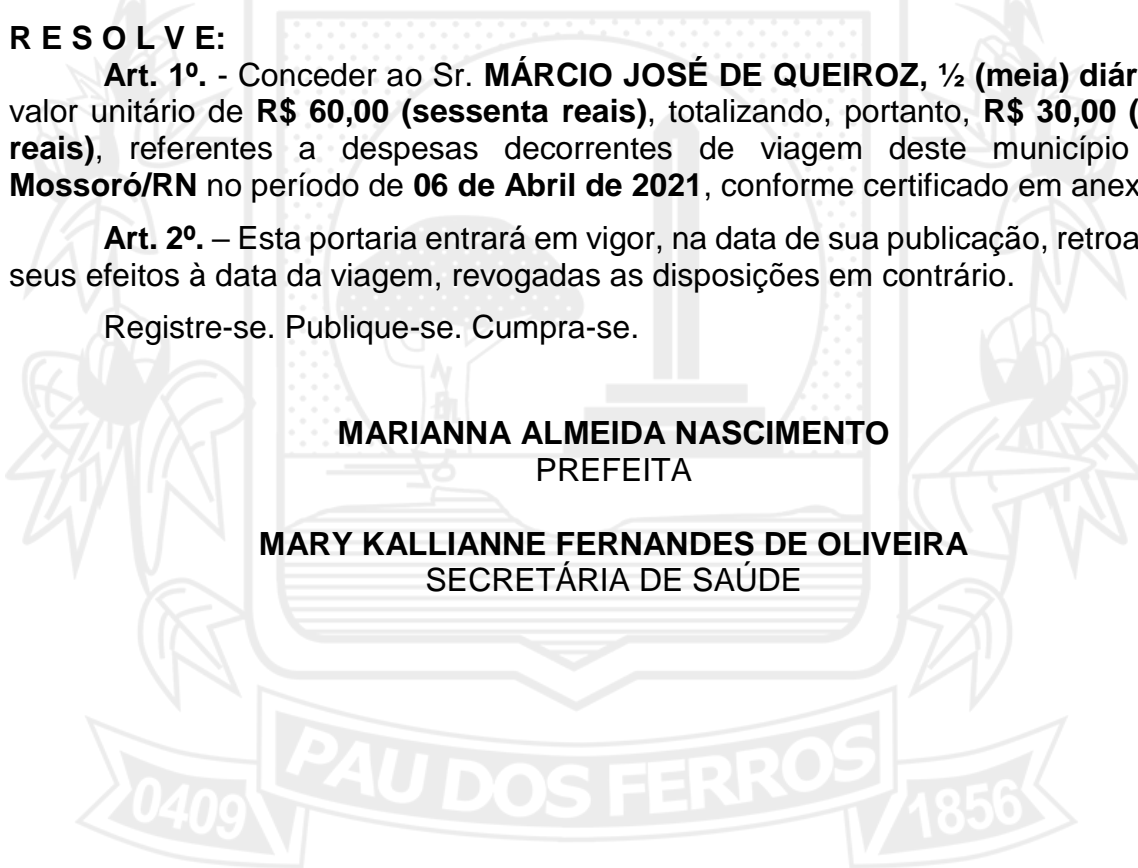 R E S O L V E:
Art. 1º. - Conceder ao Sr. MÁRCIO JOSÉ DE QUEIROZ, ½ (meia) diár
valor unitário de R$ 60,00 (sessenta reais), totalizando, portanto, R$ 30,00 (
reais), referentes a despesas decorrentes de viagem deste município
Mossoró/RN no período de 06 de Abril de 2021, conforme certificado em anex
Art. 2º. – Esta portaria entrará em vigor, na data de sua publicação, retroa
seus efeitos à data da viagem, revogadas as disposições em contrário.
Registre-se. Publique-se. Cumpra-se.
MARIANNA ALMEIDA NASCIMENTO
PREFEITA
MARY KALLIANNE FERNANDES DE OLIVEIRA
SECRETÁRIA DE SAÚDE
PAU DOS FERROS
0409 1856